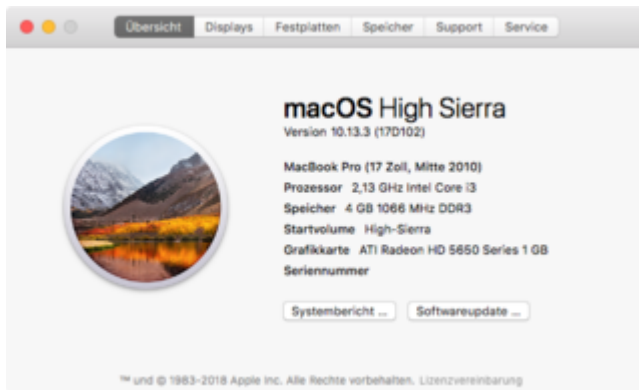 Übersicht Displays Festplatten Speicher Support Service
macOS High Sierra
Version 10.13.3 (17D102)
MacBook Pro (17 Zoll, Mitte 2010)
Prozessor 2,13 GHz Intel Core i3
Speicher 4 GB 1066 MHz DDR3
Startvolume High-Sierra
Grafikkarte ATI Radeon HD 5650 Series 1 GB
Seriennummer
Systembericht ... Softwareupdate ...
™ und © 1983-2018 Apple Inc. Alle Rechte vorbehalten. Lizenzvereinbarung